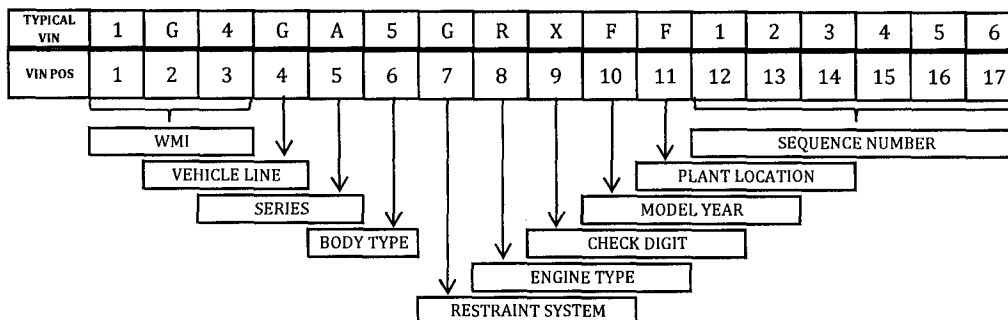 TYPICAL VIN 1 G 4 G A 5 G R X F F 1 2 3 4 5 6
VIN POS 1 2 3 4 5 6 7 8 9 10 11 12 13 14 15 16 17
WMI SEQUENCE NUMBER
VEHICLE LINE PLANT LOCATION
SERIES MODEL YEAR
BODY TYPE CHECK DIGIT
ENGINE TYPE
RESTRAINT SYSTEM